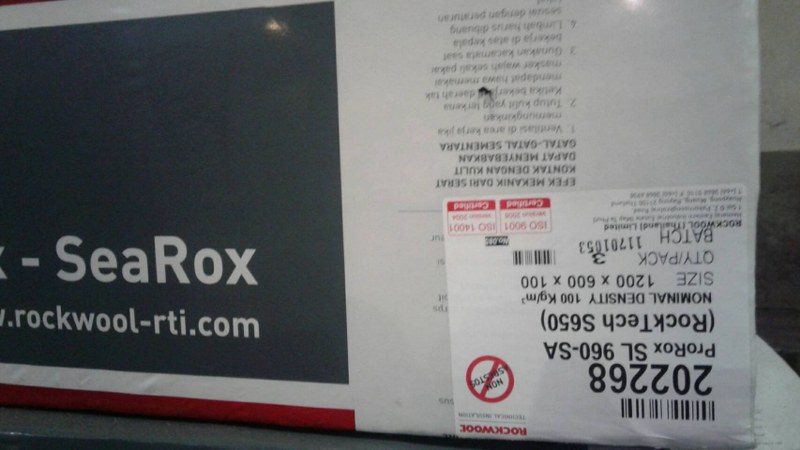 ROCKWOOL
TECHNICAL INSULATION
202268
NON
ASBESTOS
ProRox SL 960-SA
(RockTech S650)
NOMINAL DENSITY 100 Kg/m³
SIZE 1200 x 600 x 100
QTY/PACK 3
BATCH 11701053
No.085
ROCKWOOL (Thailand) Limited
ISO 9001
version 2008
Certified
ISO 14001
version 2004
Certified
EFEK MEKANIK DARI SERAT
KONTAK DENGAN KULIT
DAPAT MENYEBABKAN
GATAL-GATAL SEMENTARA
1. Ventilasi di area kerja jika
memungkinkan
2. Tutup kulit yang terkena
Ketika bekerja di daerah tak
mendapat hawa memakai
masker wajah sekali pakai
3. Gunakan kacamata saat
bekerja di atas kepala
4. Limbah harus dibuang
sesuai dengan peraturan
- SeaRox
.rockwool-rti.com